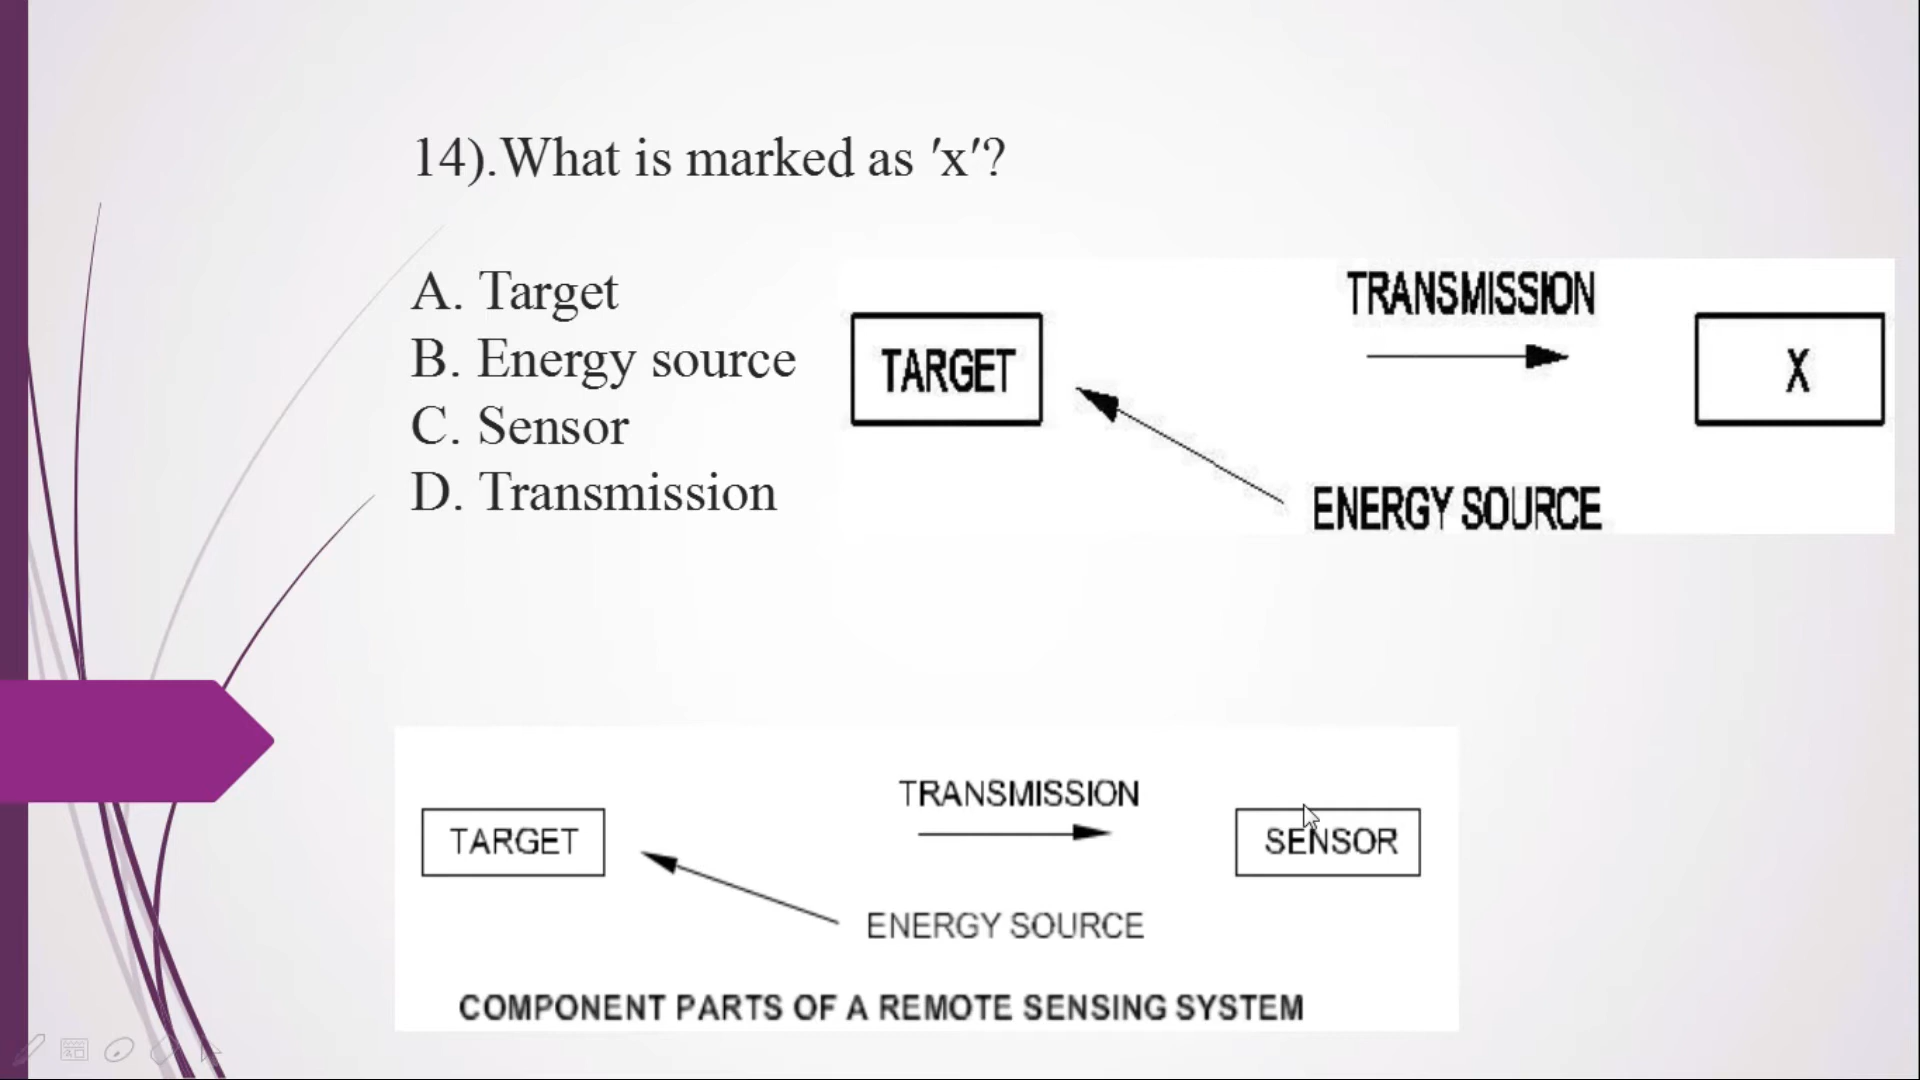 14).What is marked as ′x′?
A. Target
B. Energy source
C. Sensor
D. Transmission
TRANSMISSION
TARGET
X
ENERGY SOURCE
TRANSMISSION
TARGET
SENSOR
ENERGY SOURCE
COMPONENT PARTS OF A REMOTE SENSING SYSTEM